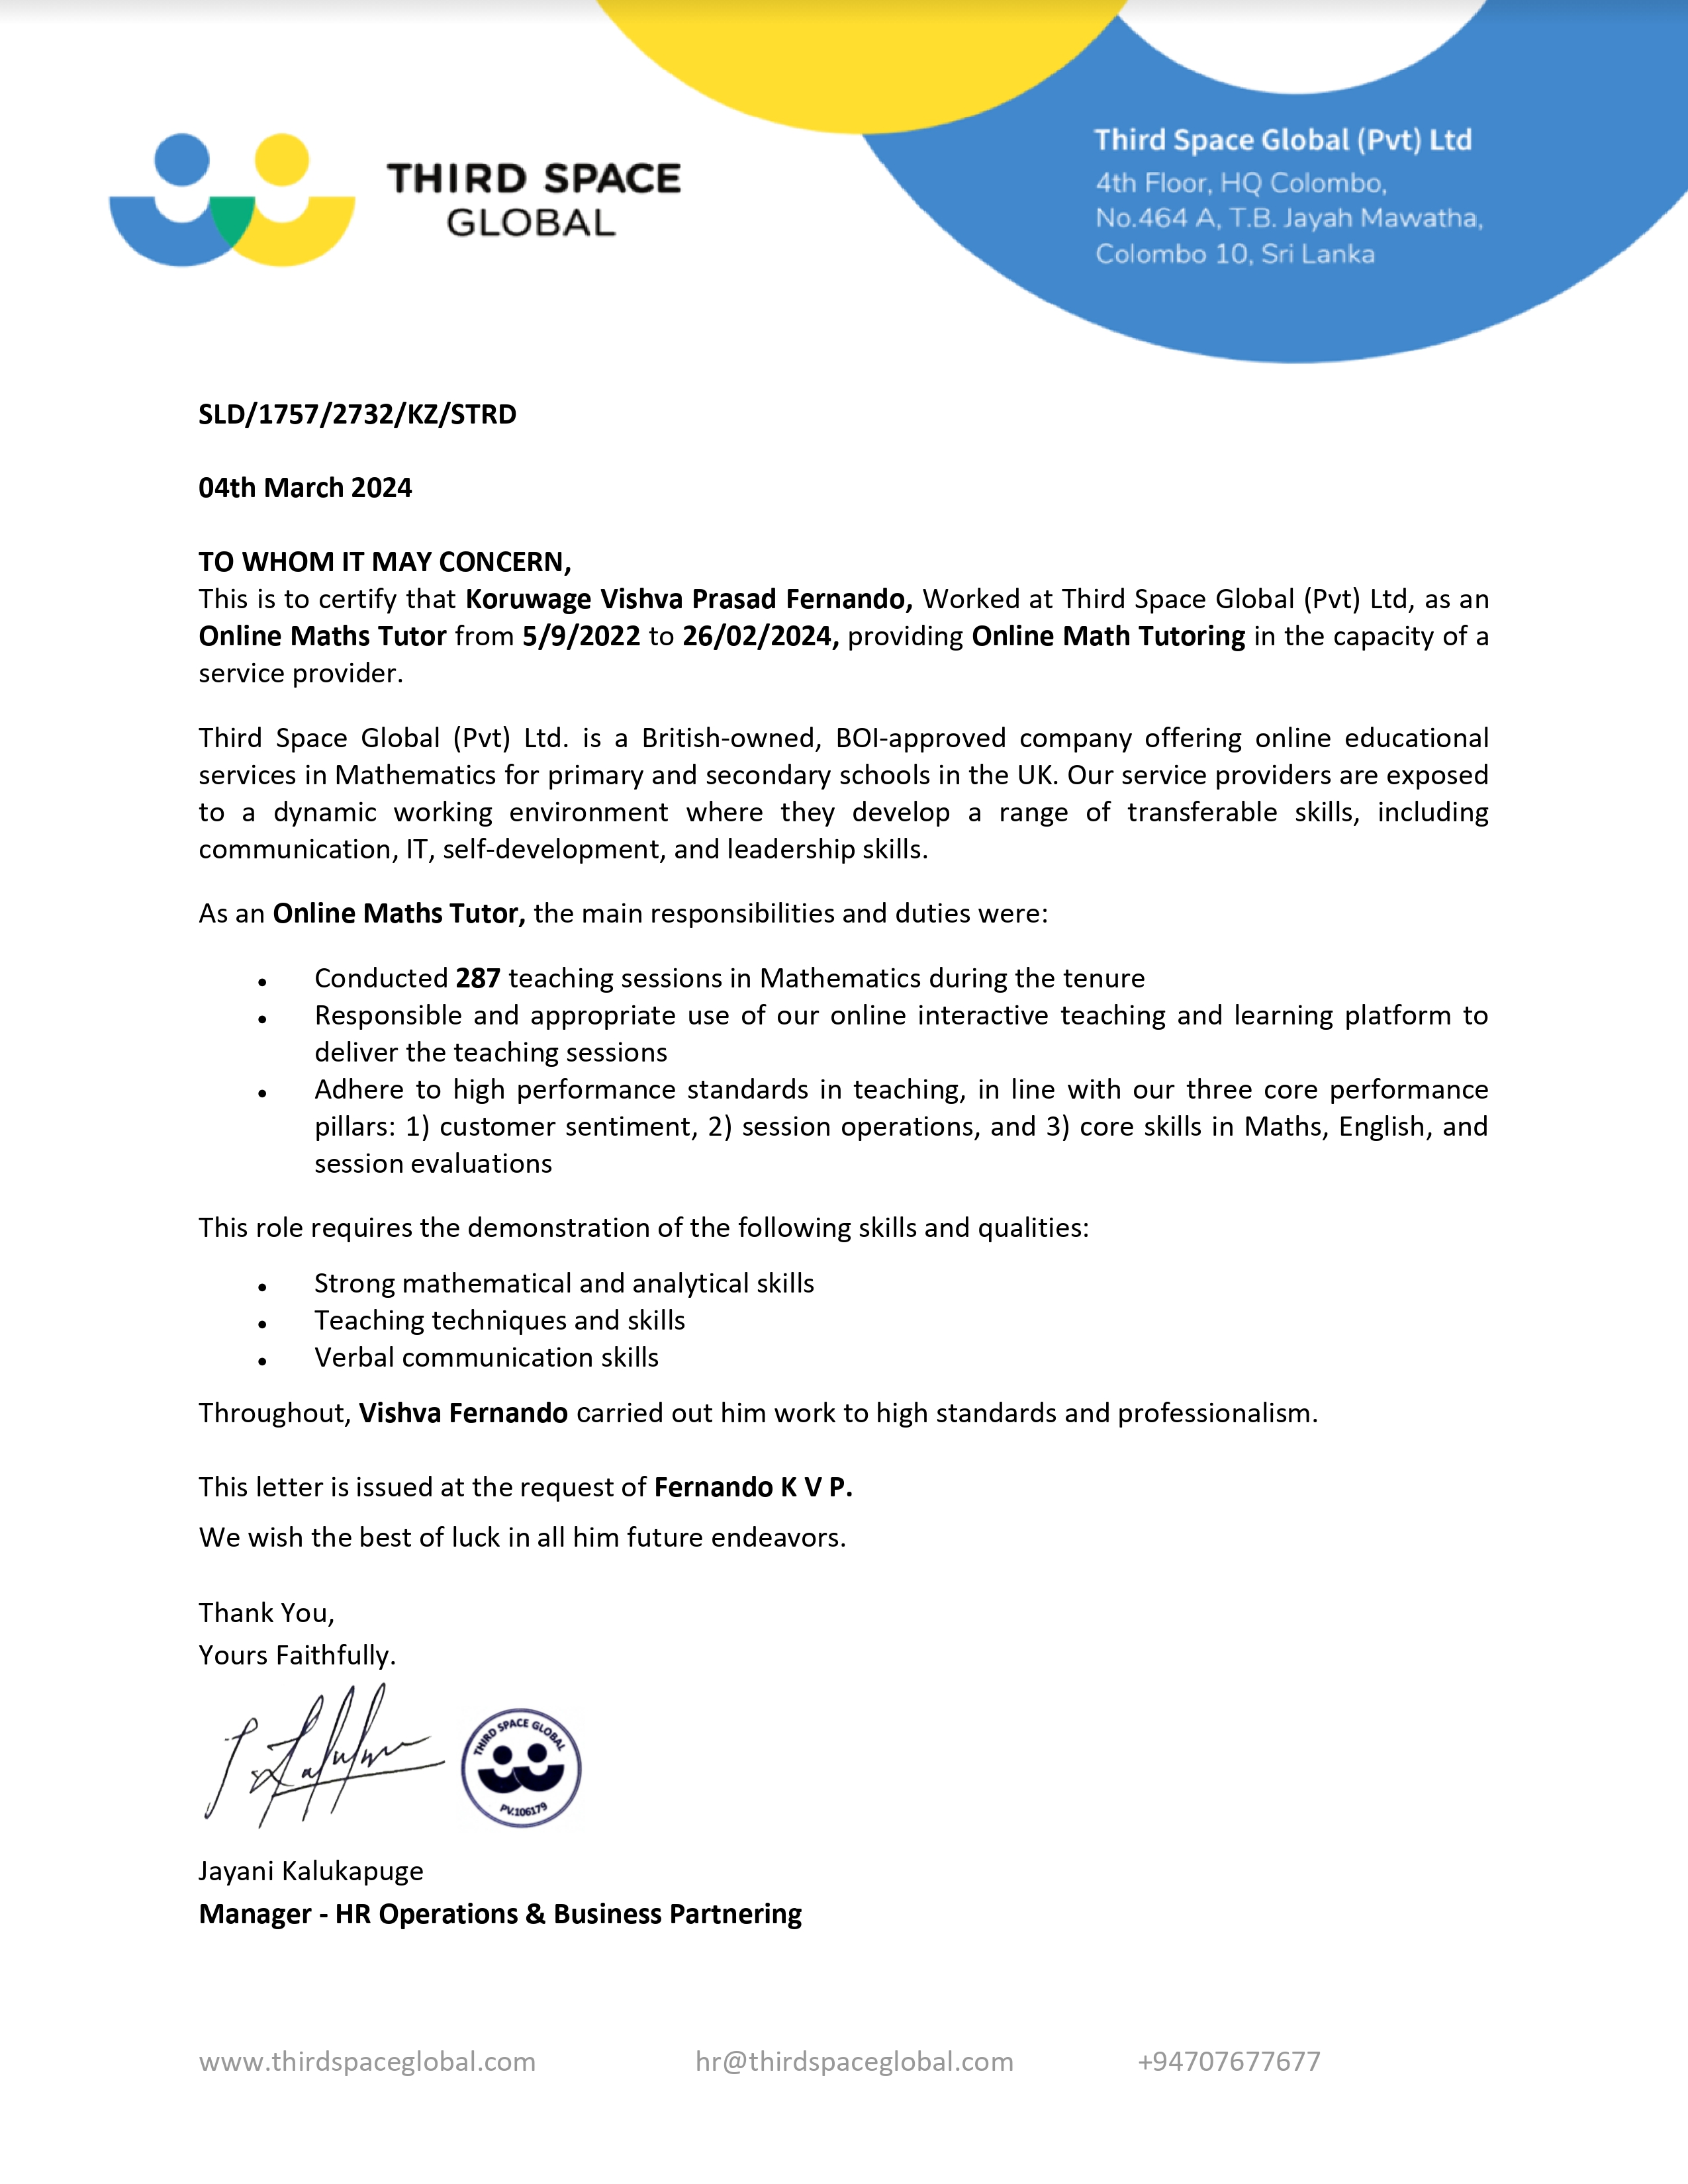 THIRD SPACE
GLOBAL
Third Space Global (Pvt) Ltd
4th Floor, HQ Colombo,
No.464 A, T.B. Jayah Mawatha,
Colombo 10, Sri Lanka
SLD/1757/2732/KZ/STRD
04th March 2024
TO WHOM IT MAY CONCERN,
This is to certify that Koruwage Vishva Prasad Fernando, Worked at Third Space Global (Pvt) Ltd, as an
Online Maths Tutor from 5/9/2022 to 26/02/2024, providing Online Math Tutoring in the capacity of a
service provider.
Third Space Global (Pvt) Ltd. is a British-owned, BOI-approved company offering online educational
services in Mathematics for primary and secondary schools in the UK. Our service providers are exposed
to a dynamic working environment where they develop a range of transferable skills, including
communication, IT, self-development, and leadership skills.
As an Online Maths Tutor, the main responsibilities and duties were:
• Conducted 287 teaching sessions in Mathematics during the tenure
• Responsible and appropriate use of our online interactive teaching and learning platform to
deliver the teaching sessions
• Adhere to high performance standards in teaching, in line with our three core performance
pillars: 1) customer sentiment, 2) session operations, and 3) core skills in Maths, English, and
session evaluations
This role requires the demonstration of the following skills and qualities:
• Strong mathematical and analytical skills
• Teaching techniques and skills
• Verbal communication skills
Throughout, Vishva Fernando carried out him work to high standards and professionalism.
This letter is issued at the request of Fernando K V P.
We wish the best of luck in all him future endeavors.
Thank You,
Yours Faithfully.
THIRD SPACE GLOBAL
PV.106179
Jayani Kalukapuge
Manager - HR Operations & Business Partnering
www.thirdspaceglobal.com hr@thirdspaceglobal.com +94707677677